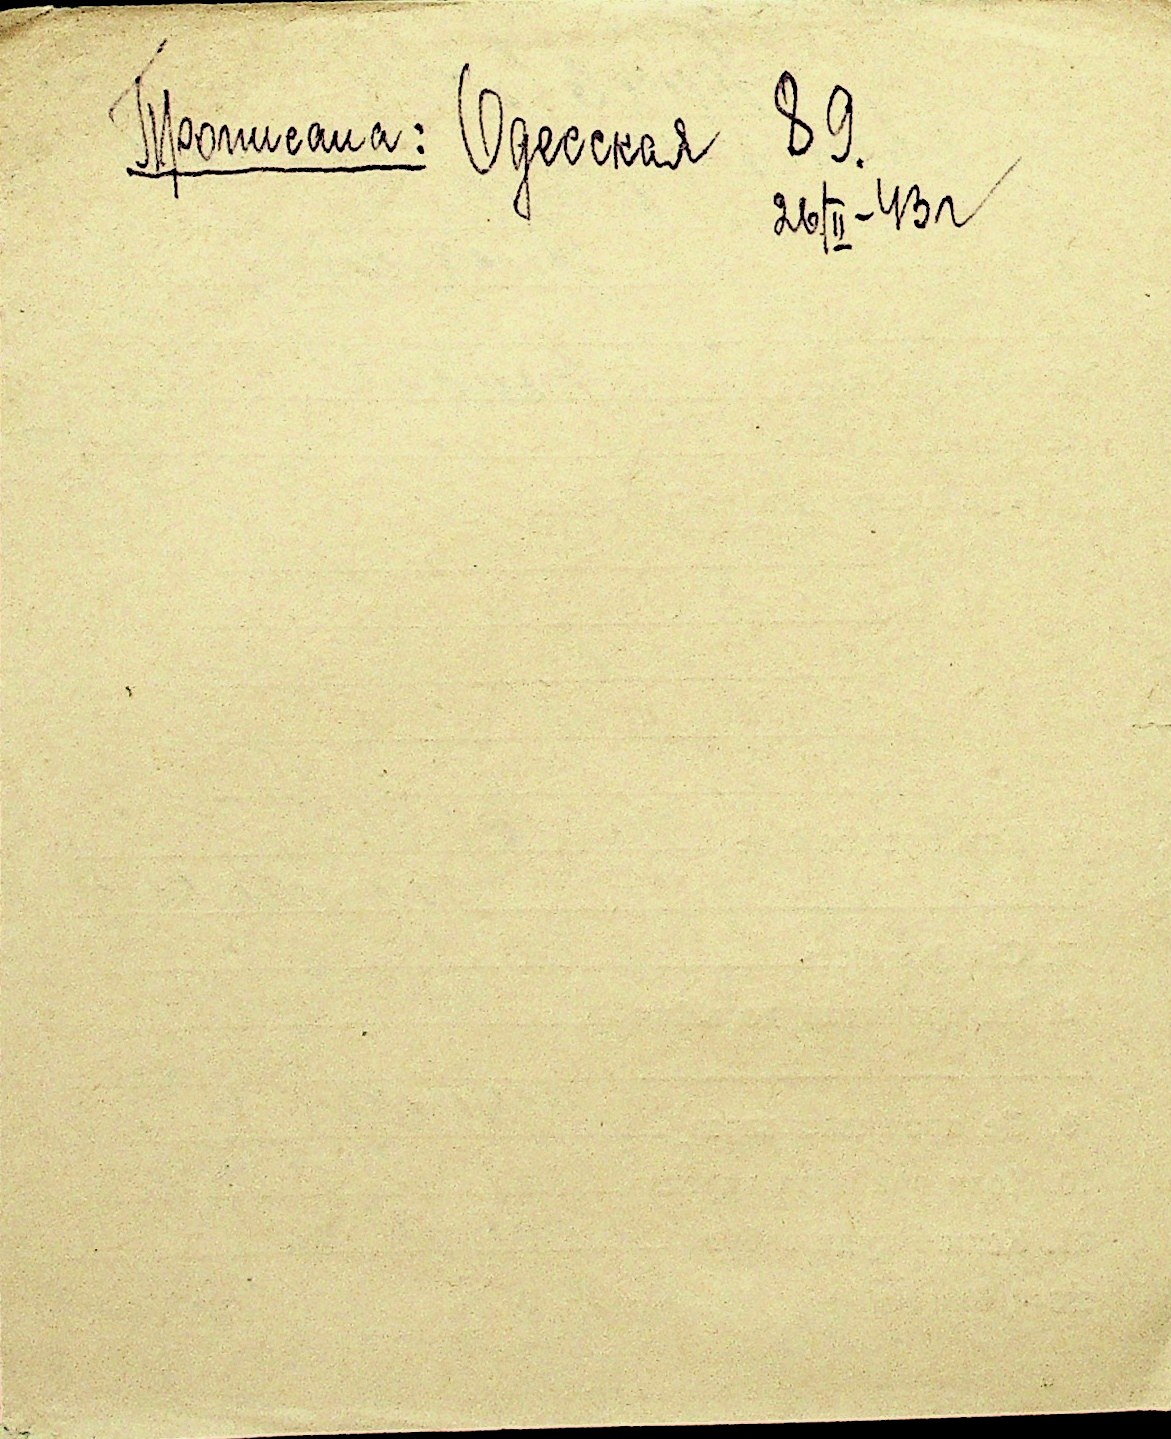 Прописана: Одесская 89.
26/II-43г